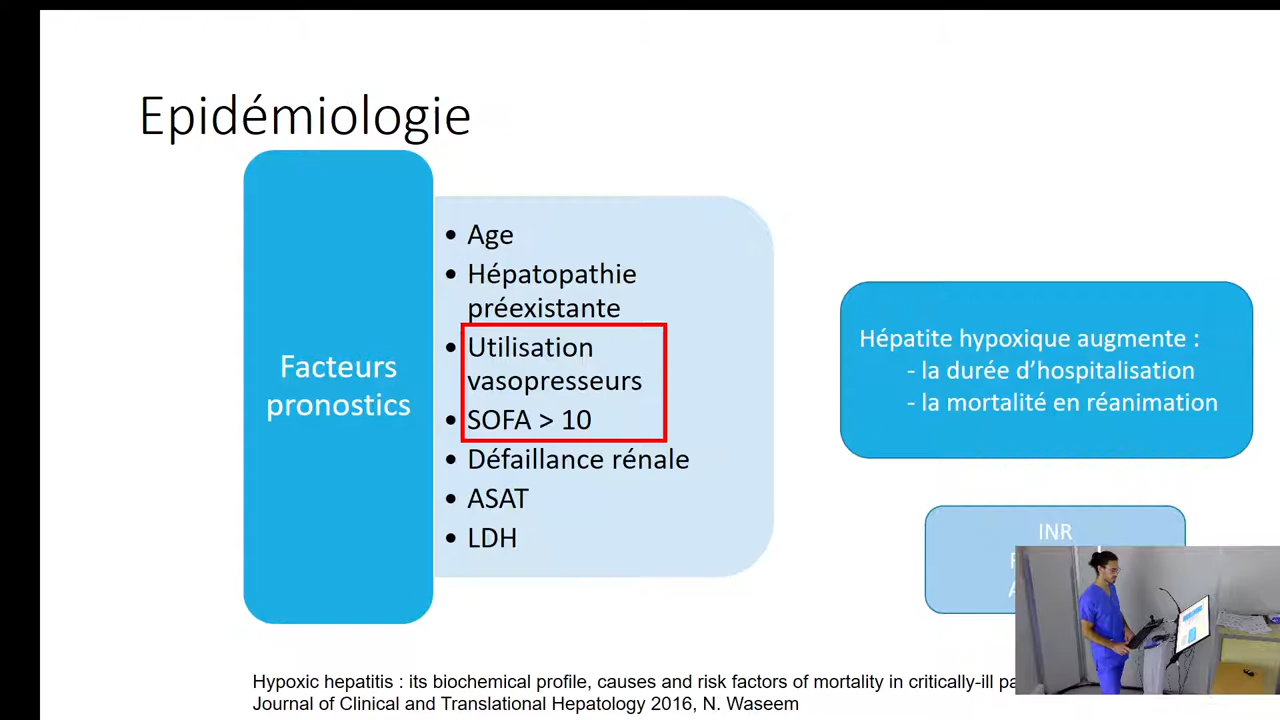 Epidémiologie
Facteurs
pronostics
• Age
• Hépatopathie
préexistante
• Utilisation
vasopresseurs
• SOFA > 10
• Défaillance rénale
• ASAT
• LDH
Hépatite hypoxique augmente :
- la durée d’hospitalisation
- la mortalité en réanimation
INR
Hypoxic hepatitis : its biochemical profile, causes and risk factors of mortality in critically-ill
Journal of Clinical and Translational Hepatology 2016, N. Waseem